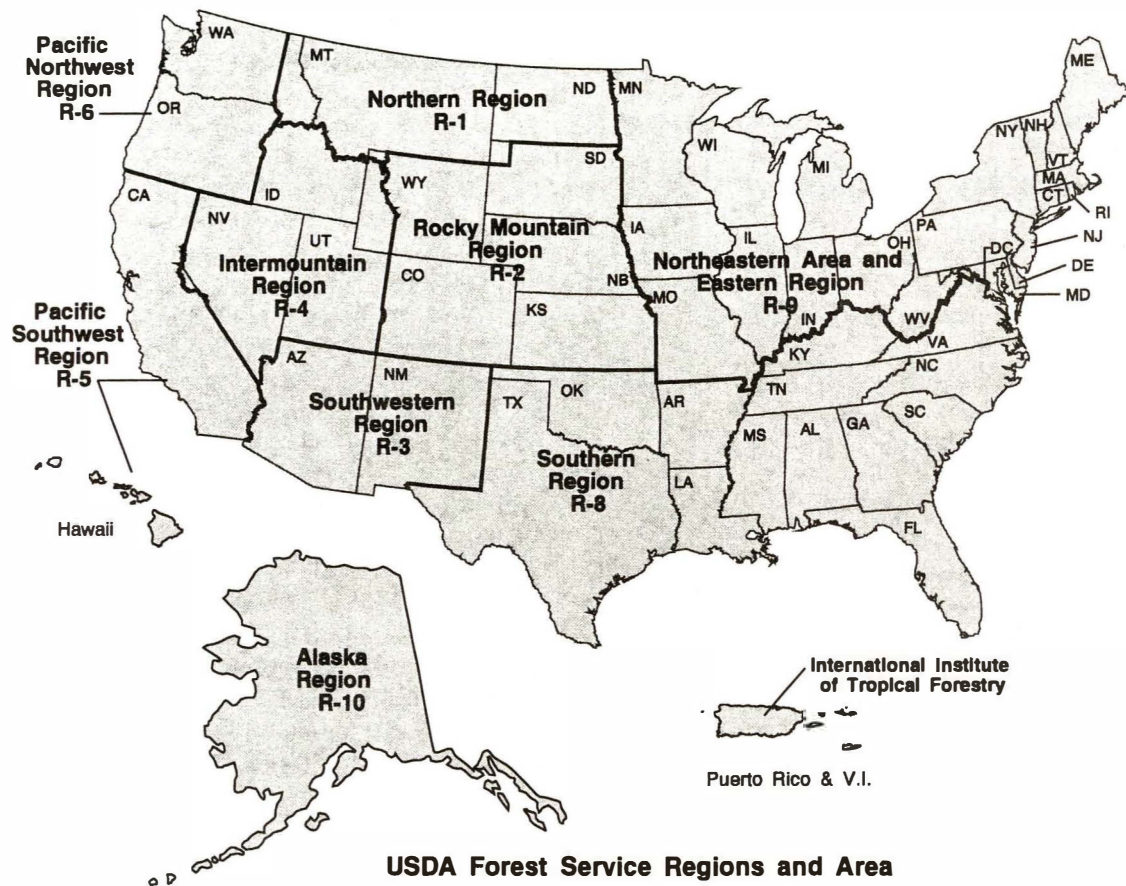 WA
Pacific
Northwest
Region
R-6
OR
MT
ND
MN
Northern Region
R-1
ME
NY
NH
VT
MA
CT
RI
NJ
DE
MD
WI
MI
SD
CA
NV
ID
WY
UT
Rocky Mountain
Region
R-2
IA
IL
OH
PA
DC
Intermountain
Region
R-4
CO
NB
KS
MO
Northeastern Area and
Eastern Region
R-9
IN
WV
VA
KY
NC
TN
SC
Pacific
Southwest
Region
R-5
AZ
NM
Southwestern
Region
R-3
TX
OK
AR
MS
AL
GA
LA
FL
Southern
Region
R-8
Hawaii
Alaska
Region
R-10
International Institute
of Tropical Forestry
Puerto Rico & V.I.
USDA Forest Service Regions and Area